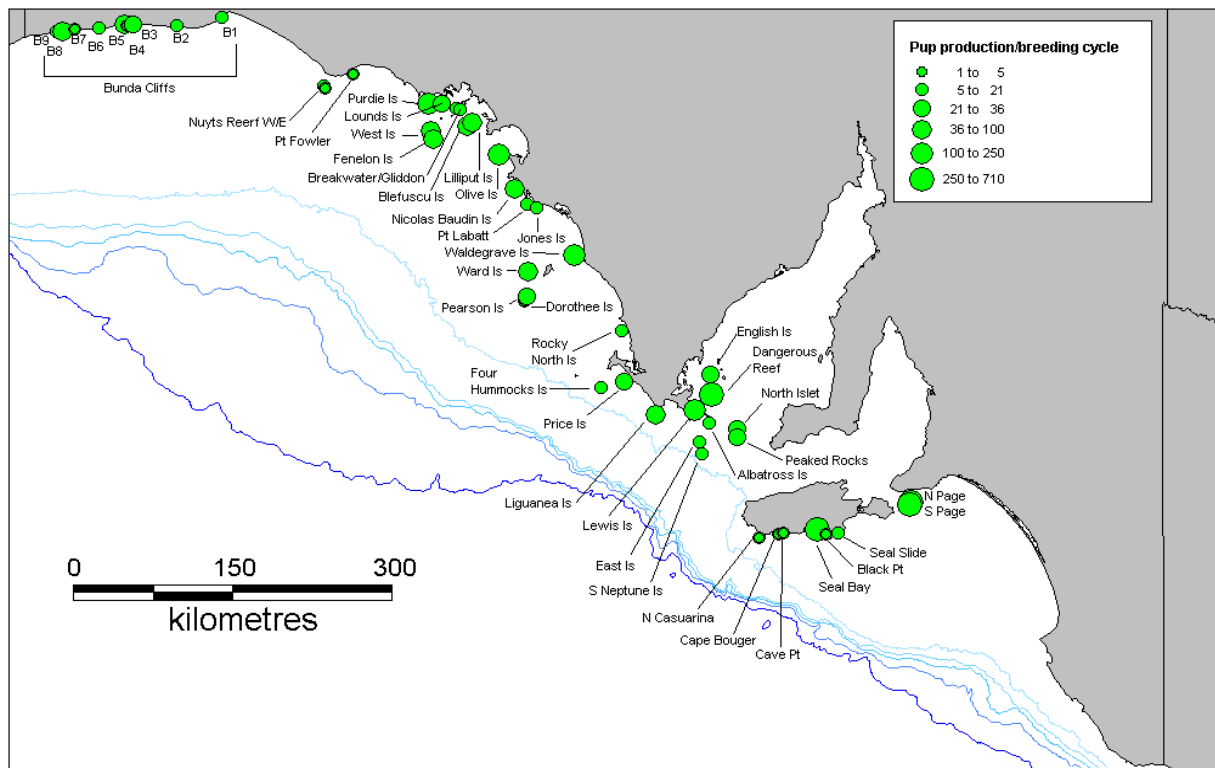 Pup production/breeding cycle
1 to 5
5 to 21
21 to 36
36 to 100
100 to 250
250 to 710
B9
B8
B7
B6
B5
B4
B3
B2
B1
Bunda Cliffs
Nuyts Reerf W/E
Pt Fowler
Purdie Is
Lounds Is
West Is
Fenelon Is
Breakwater/Gliddon
Blefuscu Is
Lilliput Is
Olive Is
Nicolas Baudin Is
Pt Labatt
Jones Is
Waldegrave Is
Ward Is
Pearson Is
Dorothee Is
Rocky
North Is
Four
Hummocks Is
Price Is
English Is
Dangerous
Reef
North Islet
Peaked Rocks
Albatross Is
Liguanea Is
Lewis Is
East Is
S Neptune Is
N Casuarina
Cape Bouger
Cave Pt
Seal Bay
Black Pt
Seal Slide
N Page
S Page
0 150 300
kilometres